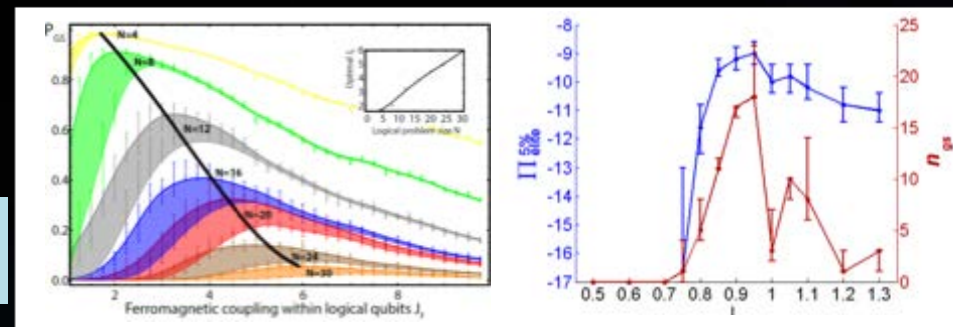 P_GS
0.8
0.6
0.4
0.2
0.0
N=4
N=8
N=12
N=16
N=20
N=24
N=30
Logical problem size N
0 5 10 15 20 25 30
2 4 6 8
Ferromagnetic coupling within logical qubits J_F
-8
-9
-10
-11
-12
-13
-14
-15
-16
-17
Π 5% elite
0.5 0.6 0.7 0.8 0.9 1 1.1 1.2 1.3
25
20
15
10
5
0
n_gs